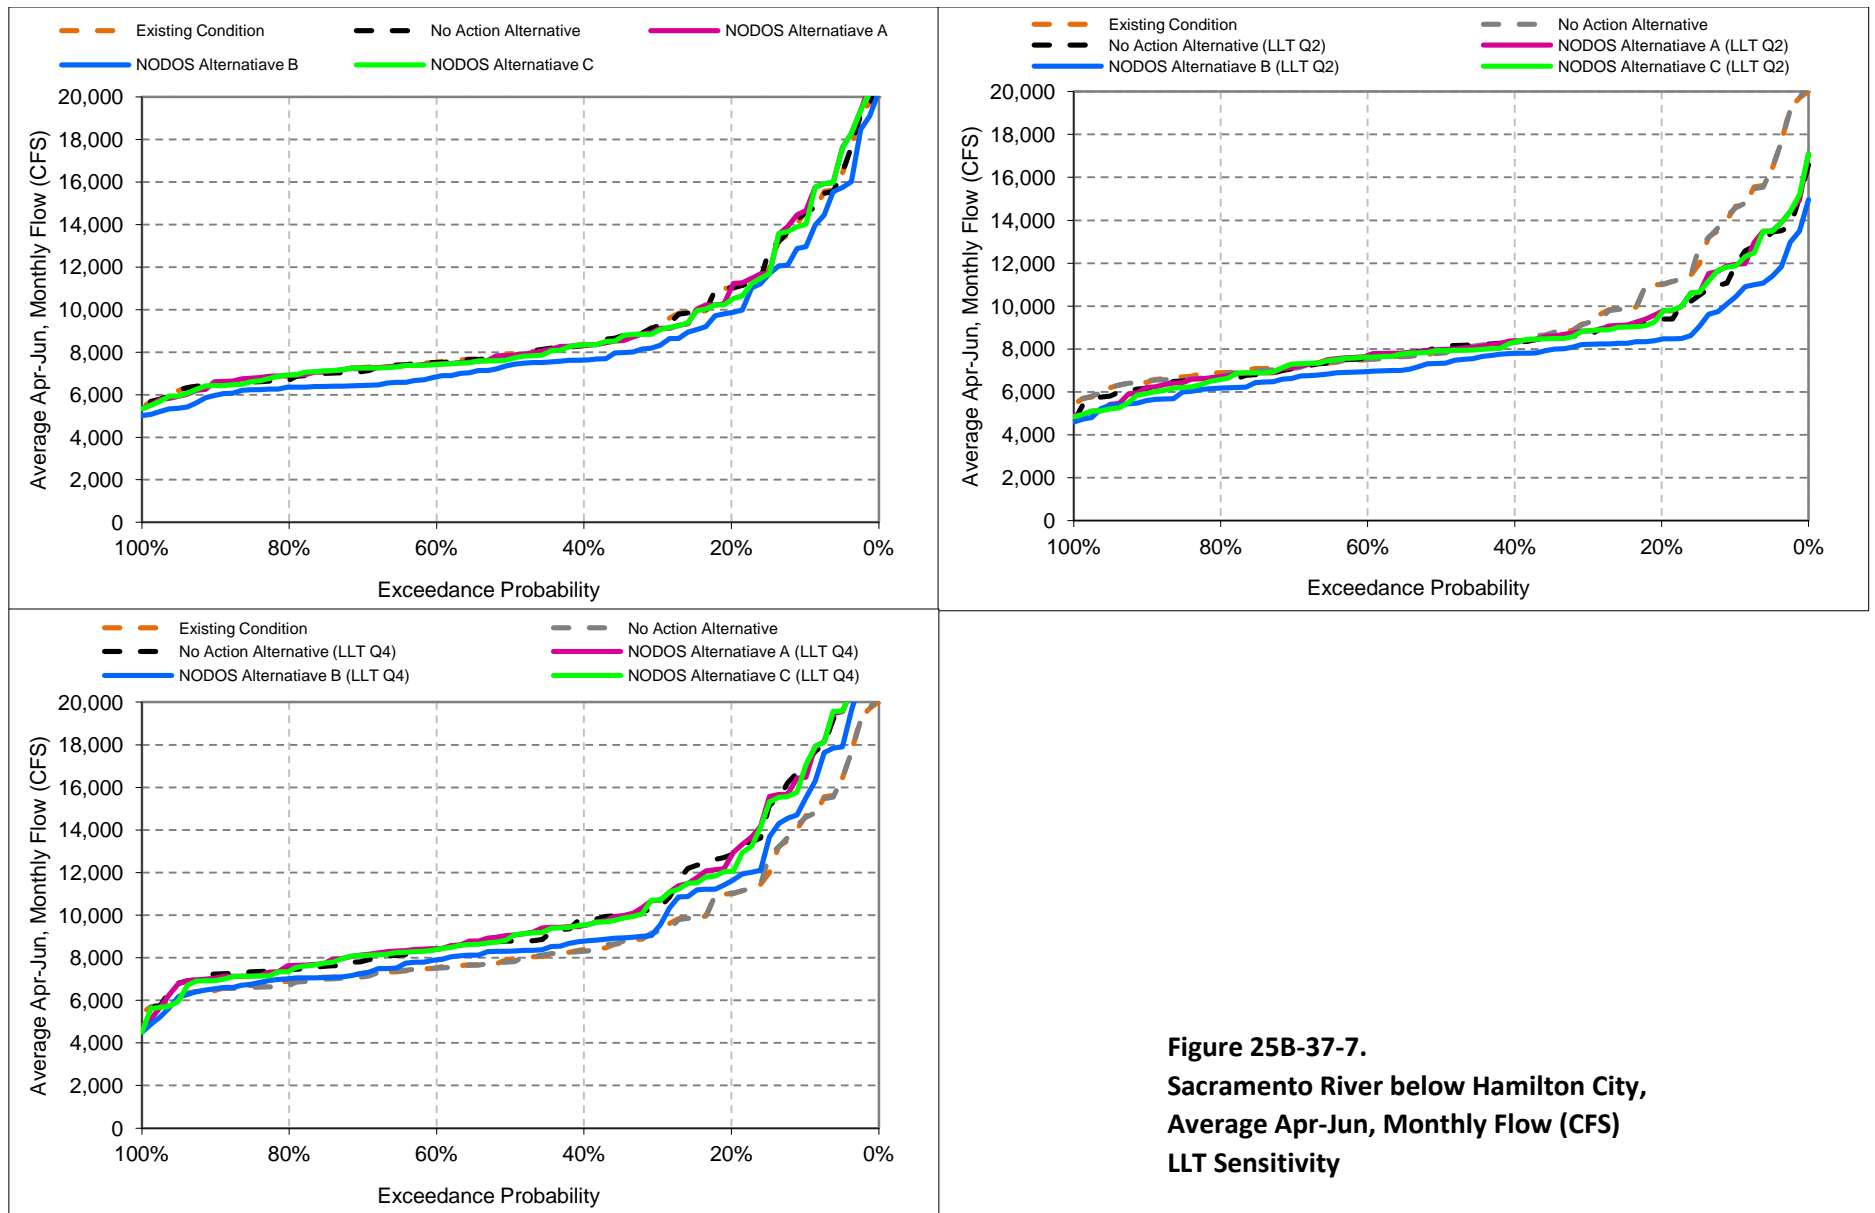 Existing Condition No Action Alternative NODOS Alternatiave A
NODOS Alternatiave B NODOS Alternatiave C
20,000
18,000
16,000
14,000
12,000
10,000
8,000
6,000
4,000
2,000
0
100% 80% 60% 40% 20% 0%
Average Apr-Jun, Monthly Flow (CFS)
Exceedance Probability
Existing Condition No Action Alternative
No Action Alternative (LLT Q2) NODOS Alternatiave A (LLT Q2)
NODOS Alternatiave B (LLT Q2) NODOS Alternatiave C (LLT Q2)
20,000
18,000
16,000
14,000
12,000
10,000
8,000
6,000
4,000
2,000
0
100% 80% 60% 40% 20% 0%
Average Apr-Jun, Monthly Flow (CFS)
Exceedance Probability
Existing Condition No Action Alternative
No Action Alternative (LLT Q4) NODOS Alternatiave A (LLT Q4)
NODOS Alternatiave B (LLT Q4) NODOS Alternatiave C (LLT Q4)
20,000
18,000
16,000
14,000
12,000
10,000
8,000
6,000
4,000
2,000
0
100% 80% 60% 40% 20% 0%
Average Apr-Jun, Monthly Flow (CFS)
Exceedance Probability
Figure 25B-37-7.
Sacramento River below Hamilton City,
Average Apr-Jun, Monthly Flow (CFS)
LLT Sensitivity